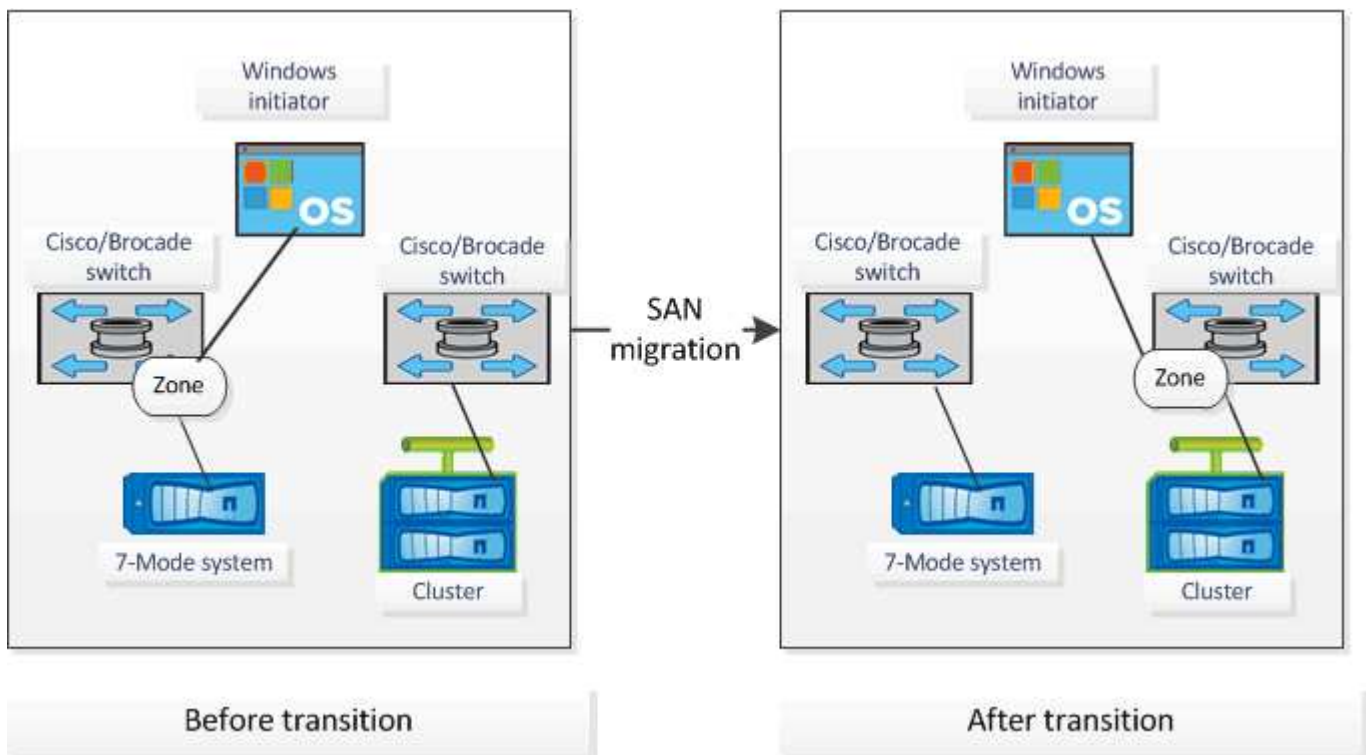 Windows
initiator
OS
Cisco/Brocade
switch
Cisco/Brocade
switch
Zone
7-Mode system
n
n
n
Cluster
SAN
migration
Windows
initiator
OS
Cisco/Brocade
switch
Cisco/Brocade
switch
Zone
7-Mode system
n
n
n
Cluster
Before transition
After transition